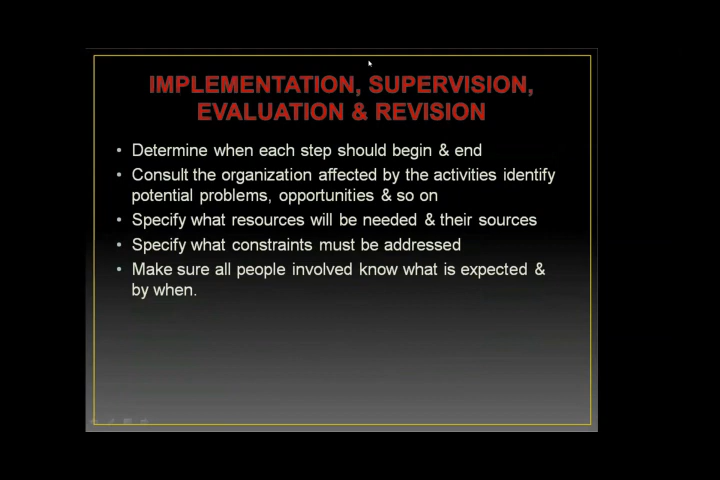 IMPLEMENTATION, SUPERVISION,
EVALUATION & REVISION
• Determine when each step should begin & end
• Consult the organization affected by the activities identify
potential problems, opportunities & so on
• Specify what resources will be needed & their sources
• Specify what constraints must be addressed
• Make sure all people involved know what is expected &
by when.